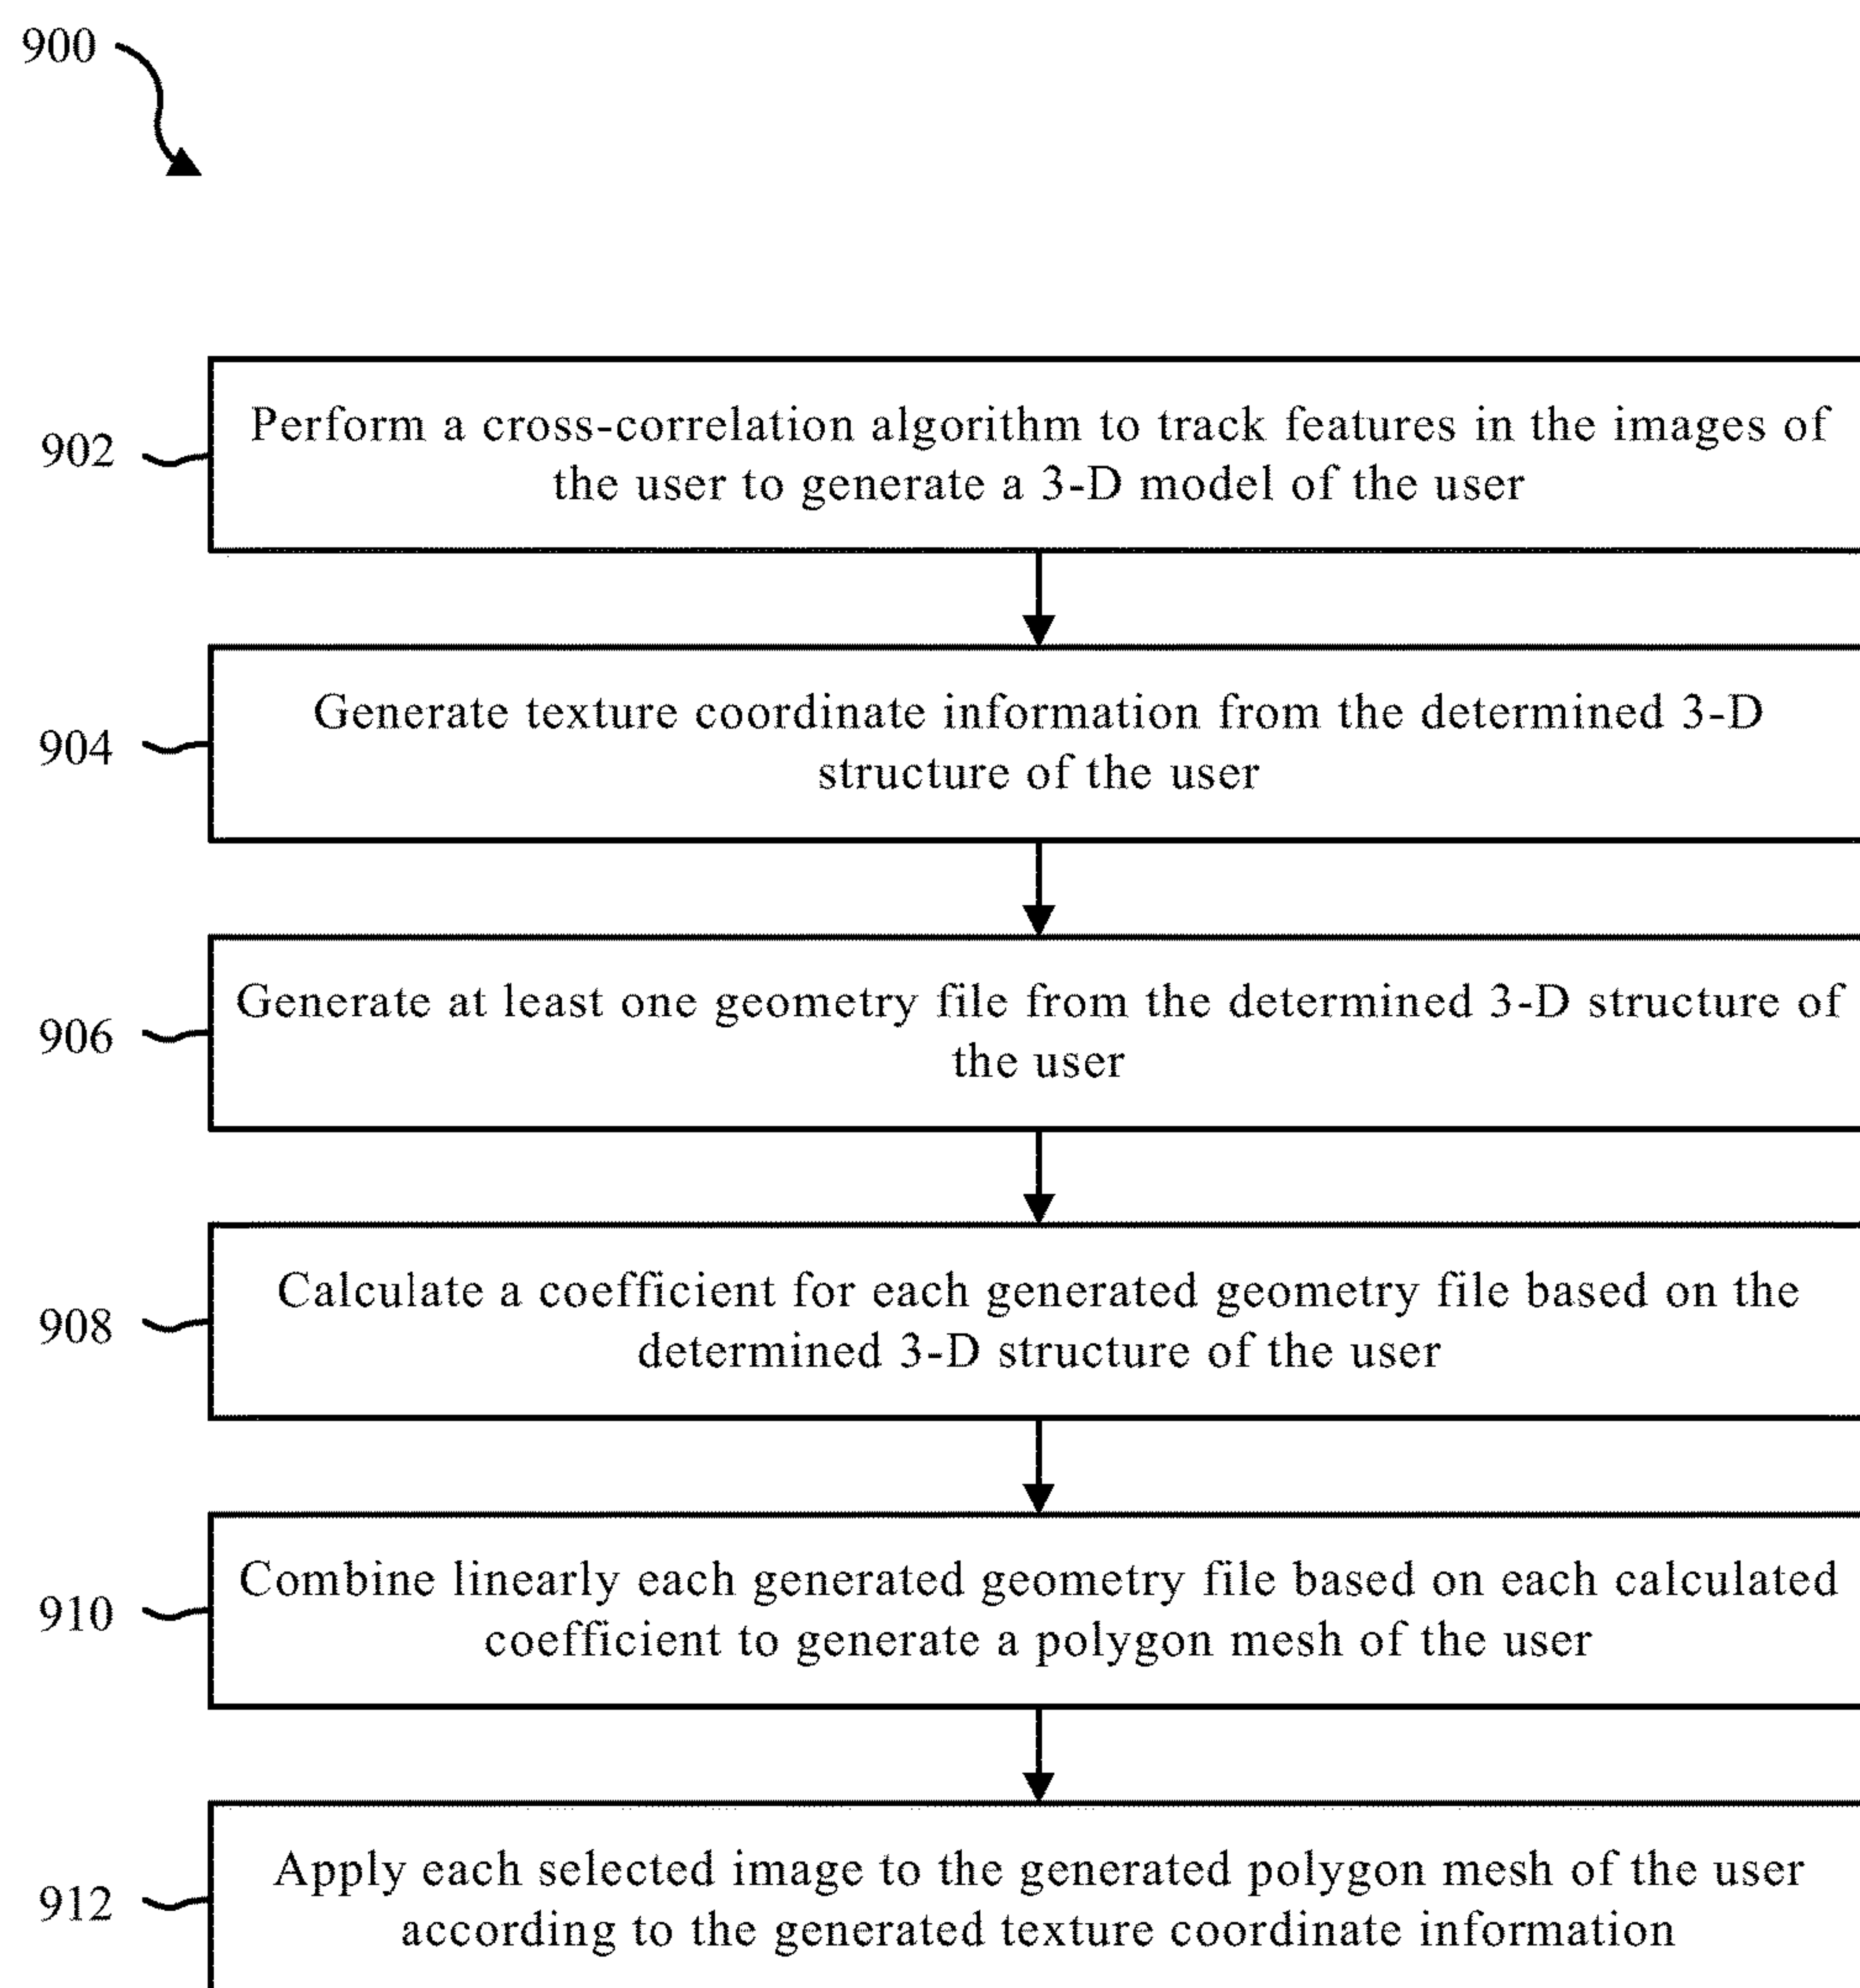 900
902
Perform a cross-correlation algorithm to track features in the images of
the user to generate a 3-D model of the user
904
Generate texture coordinate information from the determined 3-D
structure of the user
906
Generate at least one geometry file from the determined 3-D structure of
the user
908
Calculate a coefficient for each generated geometry file based on the
determined 3-D structure of the user
910
Combine linearly each generated geometry file based on each calculated
coefficient to generate a polygon mesh of the user
912
Apply each selected image to the generated polygon mesh of the user
according to the generated texture coordinate information